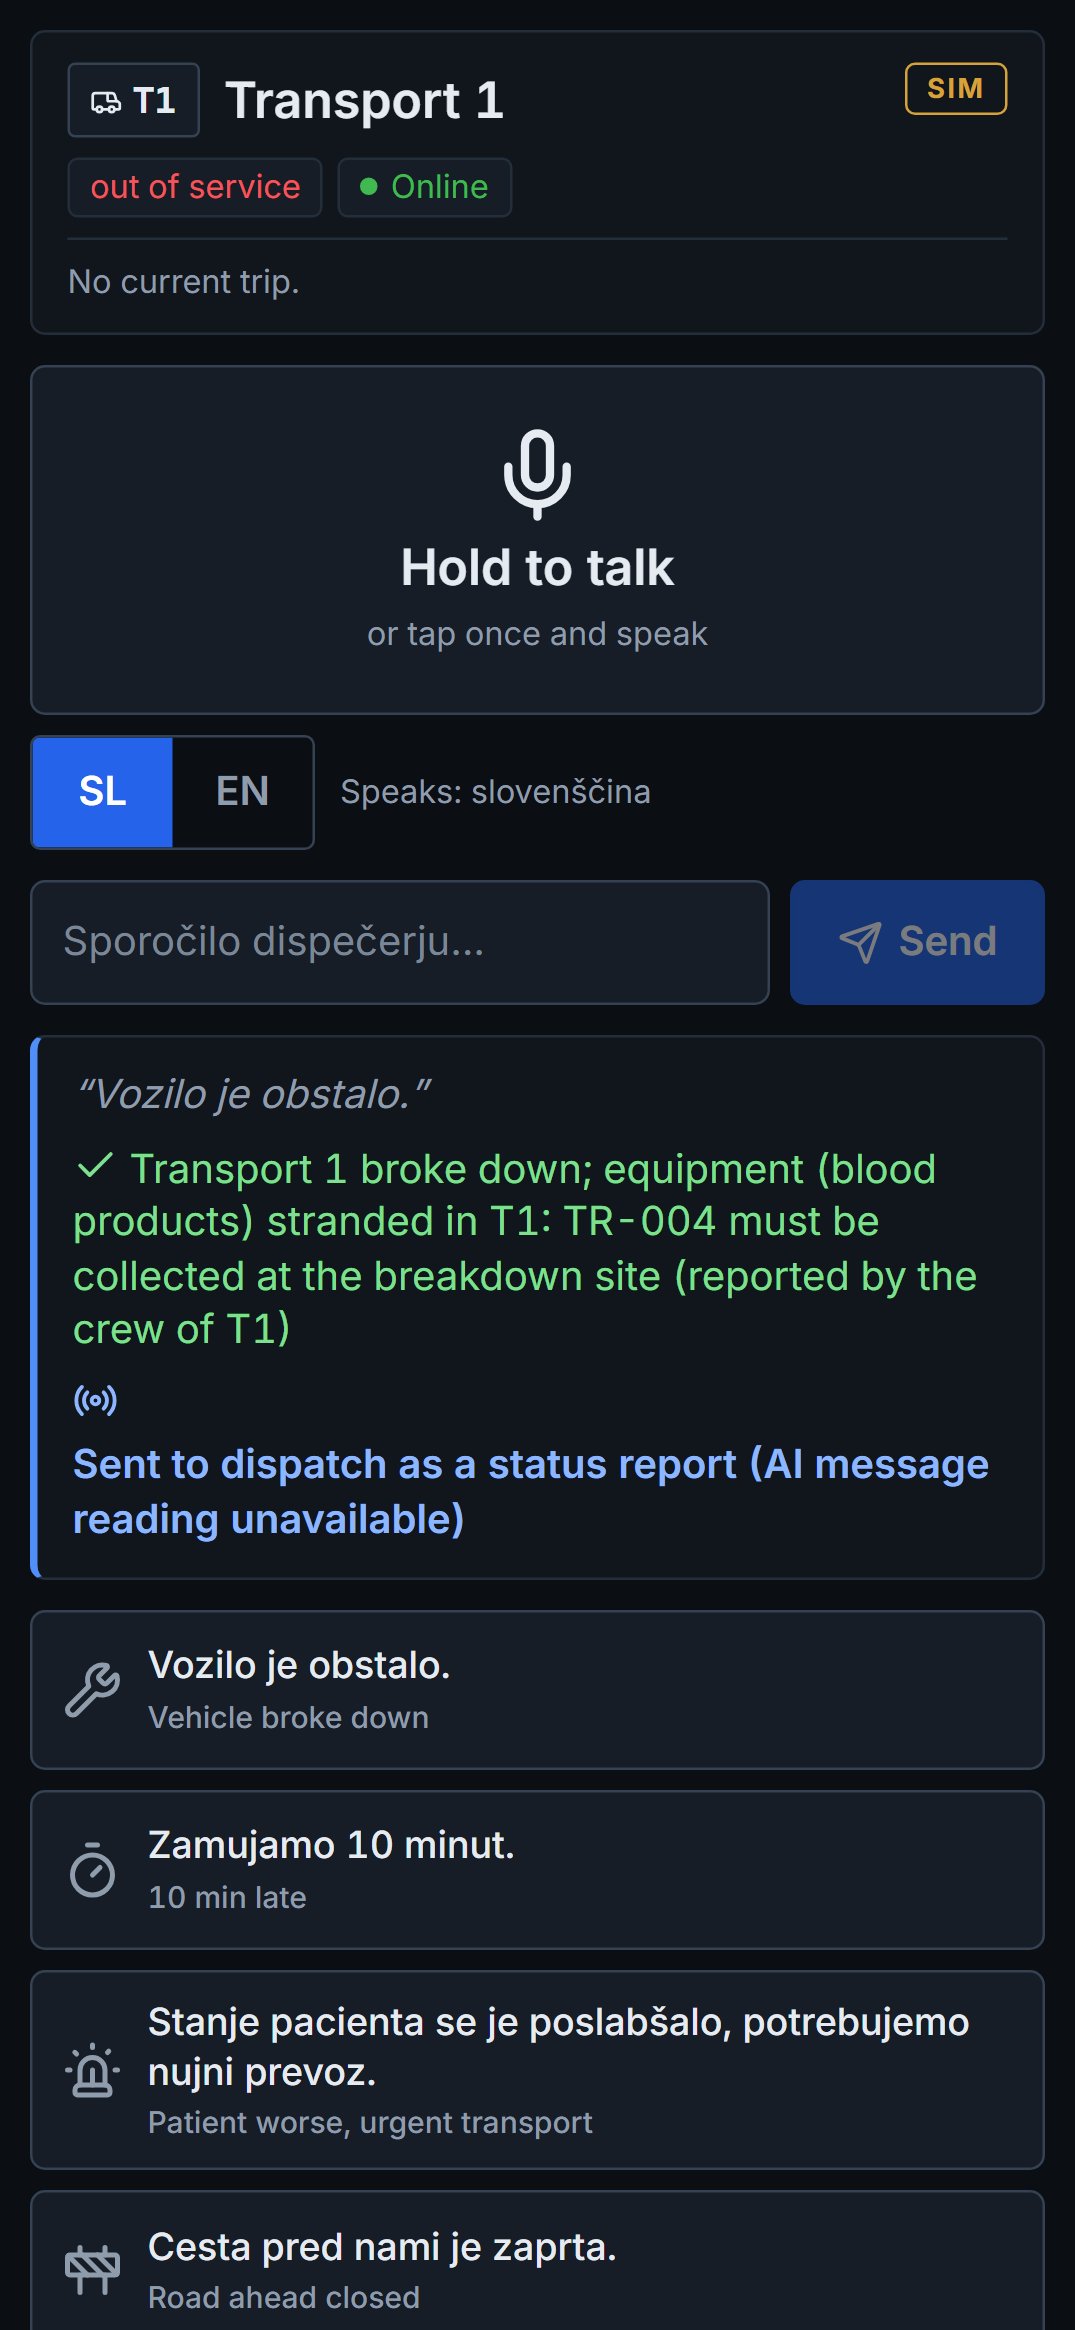 T1 Transport 1 SIM
out of service Online
No current trip.
Hold to talk
or tap once and speak
SL EN Speaks: slovenščina
Sporočilo dispečerju... Send
“Vozilo je obstalo.”
Transport 1 broke down; equipment (blood
products) stranded in T1: TR-004 must be
collected at the breakdown site (reported by the
crew of T1)
Sent to dispatch as a status report (AI message
reading unavailable)
Vozilo je obstalo.
Vehicle broke down
Zamujamo 10 minut.
10 min late
Stanje pacienta se je poslabšalo, potrebujemo
nujni prevoz.
Patient worse, urgent transport
Cesta pred nami je zaprta.
Road ahead closed